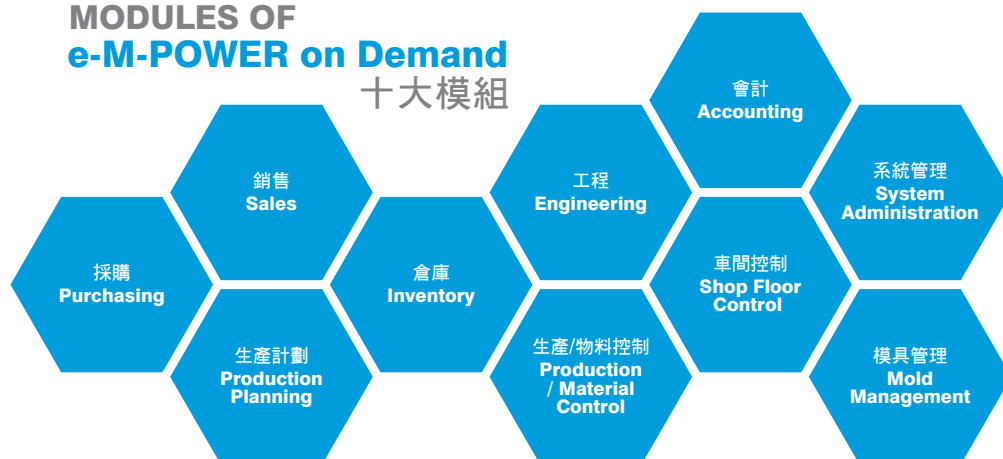 MODULES OF
e-M-POWER on Demand
十大模組
會計
Accounting
銷售
Sales
工程
Engineering
系統管理
System
Administration
採購
Purchasing
倉庫
Inventory
車間控制
Shop Floor
Control
生產計劃
Production
Planning
生產/物料控制
Production
/ Material
Control
模具管理
Mold
Management